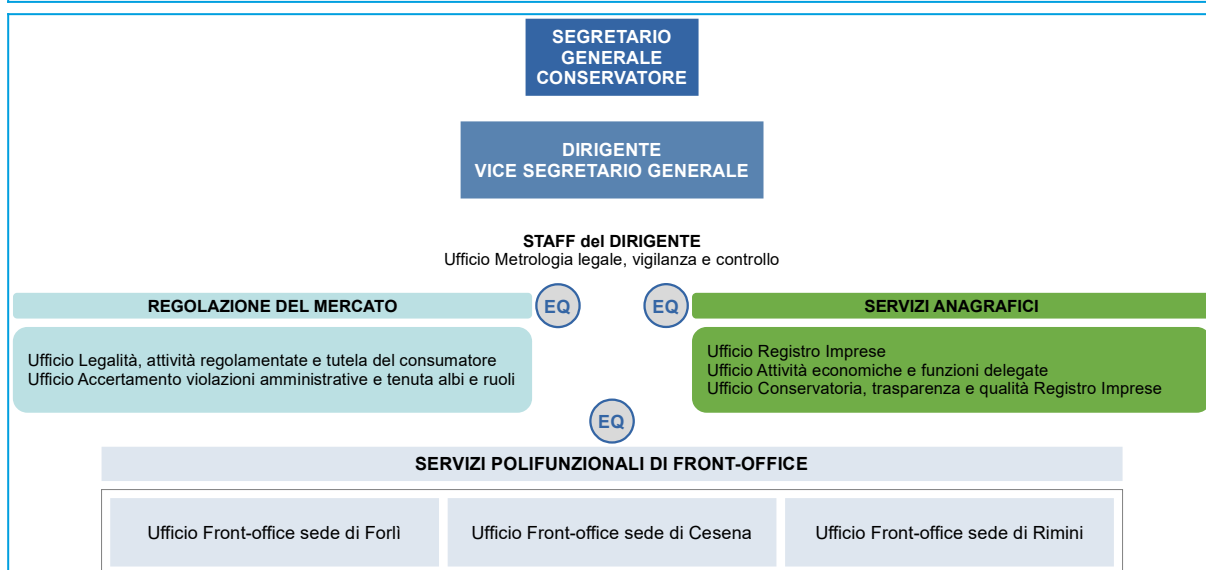 SEGRETARIO
GENERALE
CONSERVATORE
DIRIGENTE
VICE SEGRETARIO GENERALE
STAFF del DIRIGENTE
Ufficio Metrologia legale, vigilanza e controllo
REGOLAZIONE DEL MERCATO
EQ
EQ
SERVIZI ANAGRAFICI
Ufficio Legalità, attività regolamentate e tutela del consumatore
Ufficio Accertamento violazioni amministrative e tenuta albi e ruoli
Ufficio Registro Imprese
Ufficio Attività economiche e funzioni delegate
Ufficio Conservatoria, trasparenza e qualità Registro Imprese
EQ
SERVIZI POLIFUNZIONALI DI FRONT-OFFICE
Ufficio Front-office sede di Forlì
Ufficio Front-office sede di Cesena
Ufficio Front-office sede di Rimini